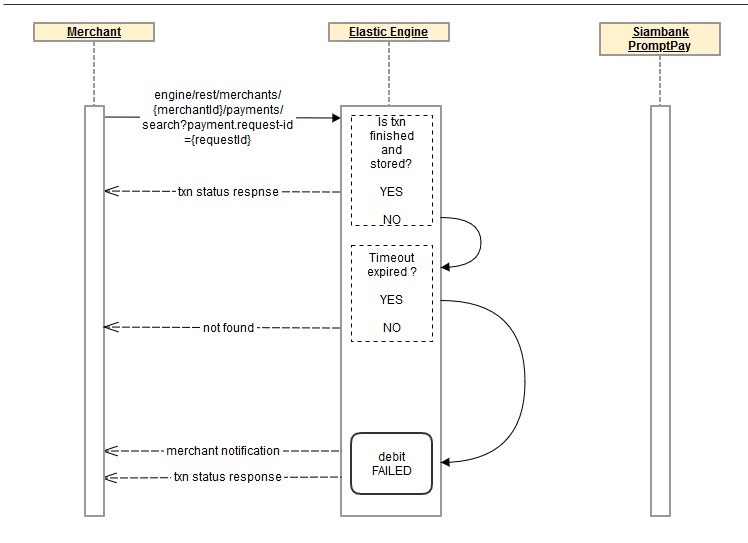 Merchant
Elastic Engine
Siambank
PromptPay
engine/rest/merchants/
{merchantId}/payments/
search?payment.request-id
={requestId}
Is txn
finished
and
stored?
YES
txn status respnse
NO
Timeout
expired ?
YES
NO
not found
merchant notification
debit
FAILED
txn status response